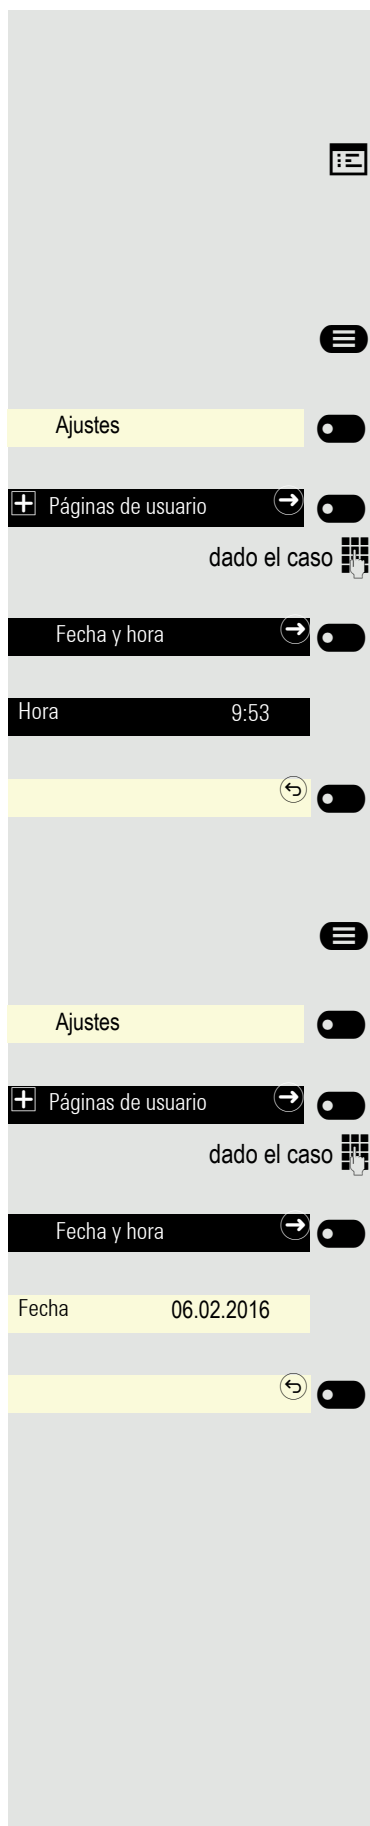 Ajustes
Páginas de usuario
dado el caso
Fecha y hora
Hora 9:53
Ajustes
Páginas de usuario
dado el caso
Fecha y hora
Fecha 06.02.2016